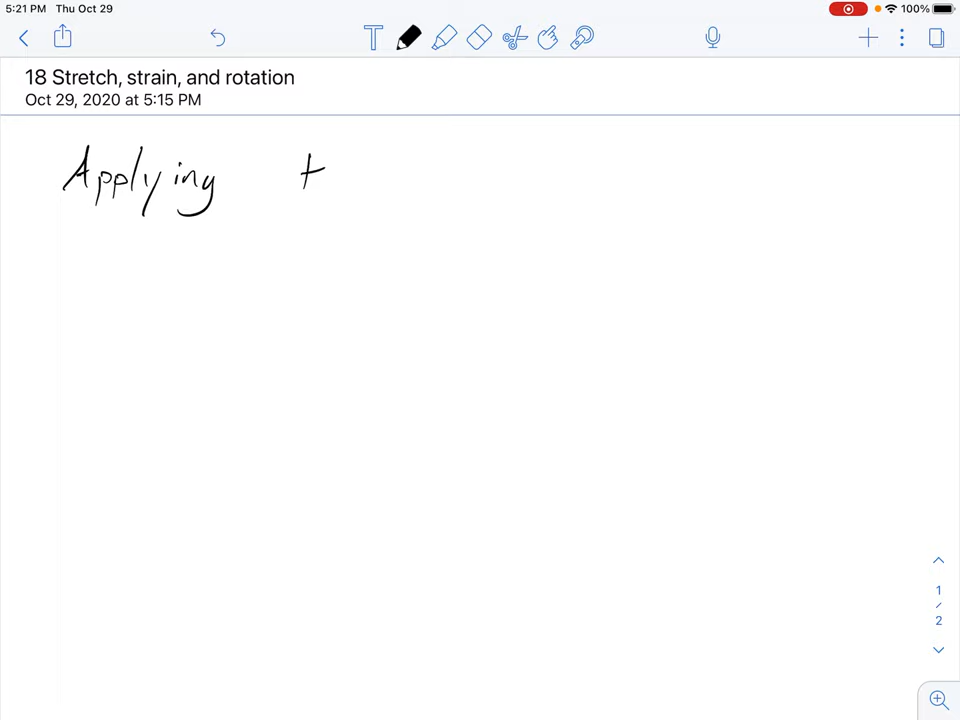 5:21 PM Thu Oct 29 100%
18 Stretch, strain, and rotation
Oct 29, 2020 at 5:15 PM
Applying t
1
/
2